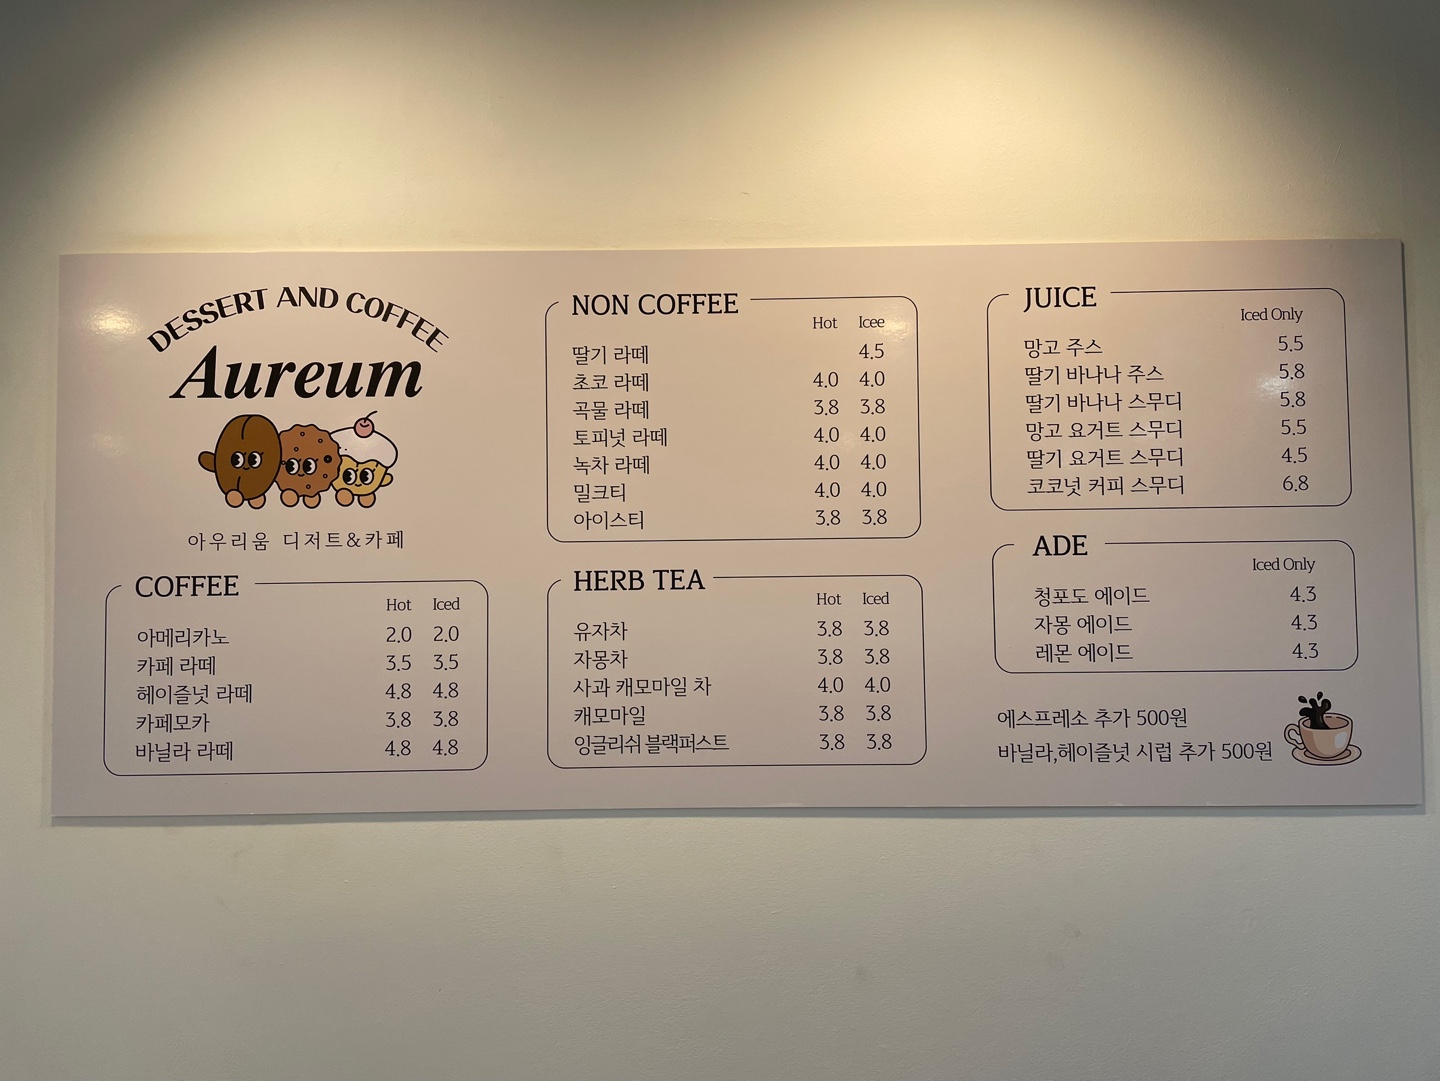 DESSERT AND COFFEE
Aureum
아우리움 디저트&카페
COFFEE
Hot Iced
아메리카노 2.0 2.0
카페 라떼 3.5 3.5
헤이즐넛 라떼 4.8 4.8
카페모카 3.8 3.8
바닐라 라떼 4.8 4.8
NON COFFEE
Hot Icee
딸기 라떼 4.5
초코 라떼 4.0 4.0
곡물 라떼 3.8 3.8
토피넛 라떼 4.0 4.0
녹차 라떼 4.0 4.0
밀크티 4.0 4.0
아이스티 3.8 3.8
HERB TEA
Hot Iced
유자차 3.8 3.8
자몽차 3.8 3.8
사과 캐모마일 차 4.0 4.0
캐모마일 3.8 3.8
잉글리쉬 블랙퍼스트 3.8 3.8
JUICE
Iced Only
망고 주스 5.5
딸기 바나나 주스 5.8
딸기 바나나 스무디 5.8
망고 요거트 스무디 5.5
딸기 요거트 스무디 4.5
코코넛 커피 스무디 6.8
ADE
Iced Only
청포도 에이드 4.3
자몽 에이드 4.3
레몬 에이드 4.3
에스프레소 추가 500원
바닐라,헤이즐넛 시럽 추가 500원